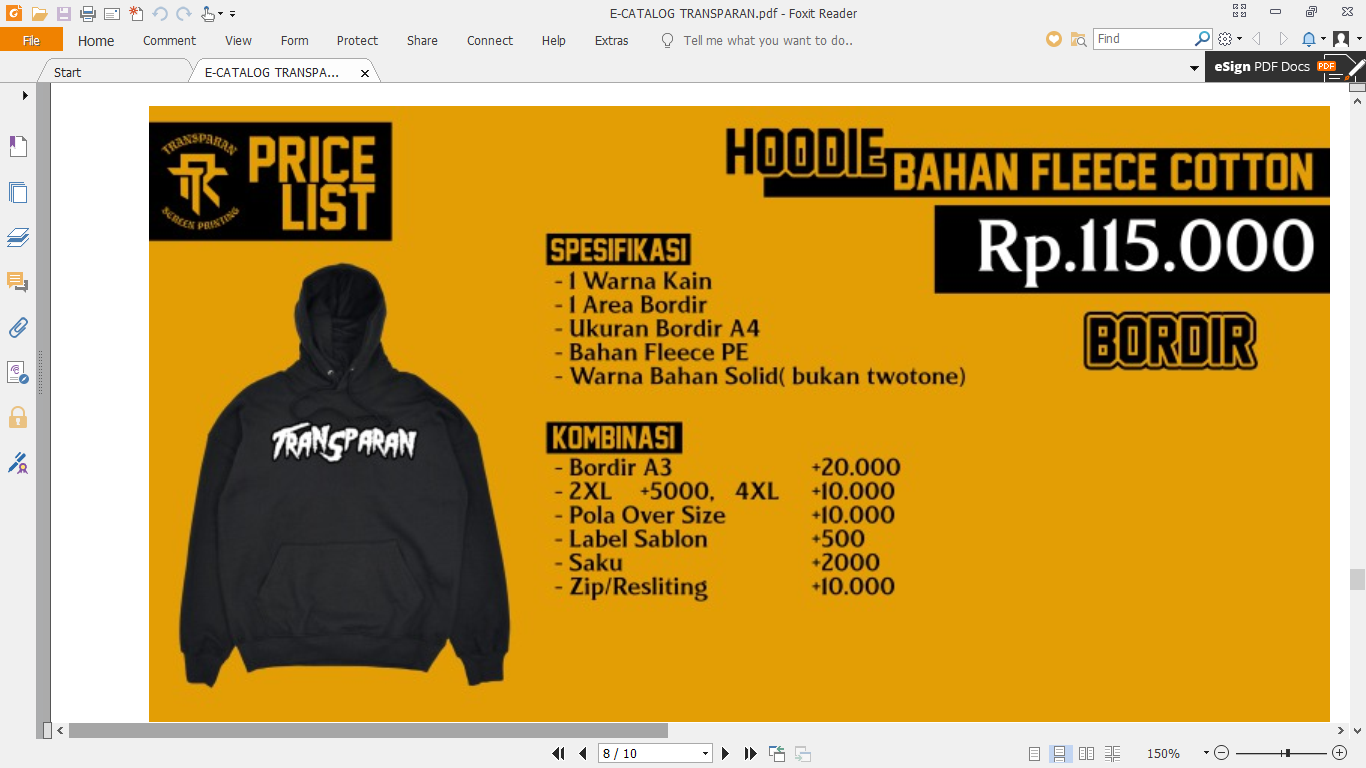 E-CATALOG TRANSPARAN.pdf - Foxit Reader
File Home Comment View Form Protect Share Connect Help Extras Tell me what you want to do.. Find
Start E-CATALOG TRANSPA... eSign PDF Docs PDF
TRANSPARAN
SCREEN PRINTING
PRICE
LIST
HOODIE
BAHAN FLEECE COTTON
Rp.115.000
BORDIR
SPESIFIKASI
- 1 Warna Kain
- 1 Area Bordir
- Ukuran Bordir A4
- Bahan Fleece PE
- Warna Bahan Solid( bukan twotone)
KOMBINASI
- Bordir A3 +20.000
- 2XL +5000, 4XL +10.000
- Pola Over Size +10.000
- Label Sablon +500
- Saku +2000
- Zip/Resliting +10.000
TRANSPARAN
8 / 10
150%